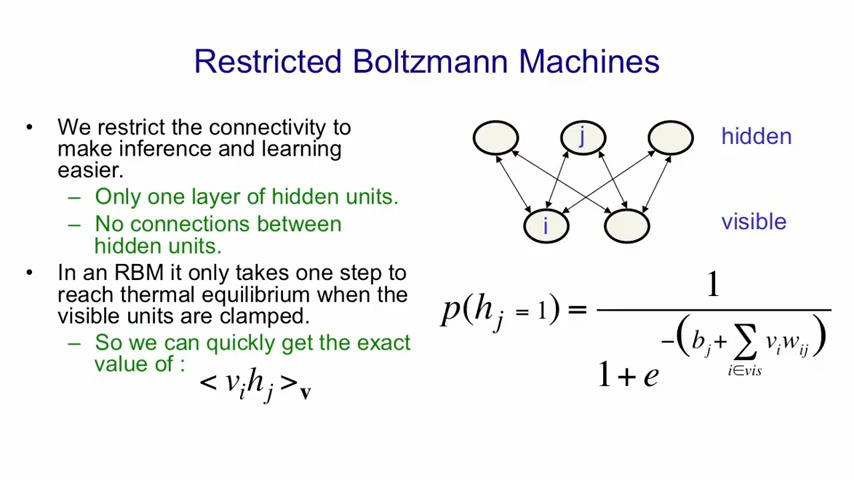 Restricted Boltzmann Machines
• We restrict the connectivity to
make inference and learning
easier.
– Only one layer of hidden units.
– No connections between
hidden units.
• In an RBM it only takes one step to
reach thermal equilibrium when the
visible units are clamped.
– So we can quickly get the exact
value of :
< v_i h_j >_v
j
hidden
i
visible
p(h_j = 1) = 1 / (1 + e^{−(b_j + ∑_{i∈vis} v_i w_{ij})})